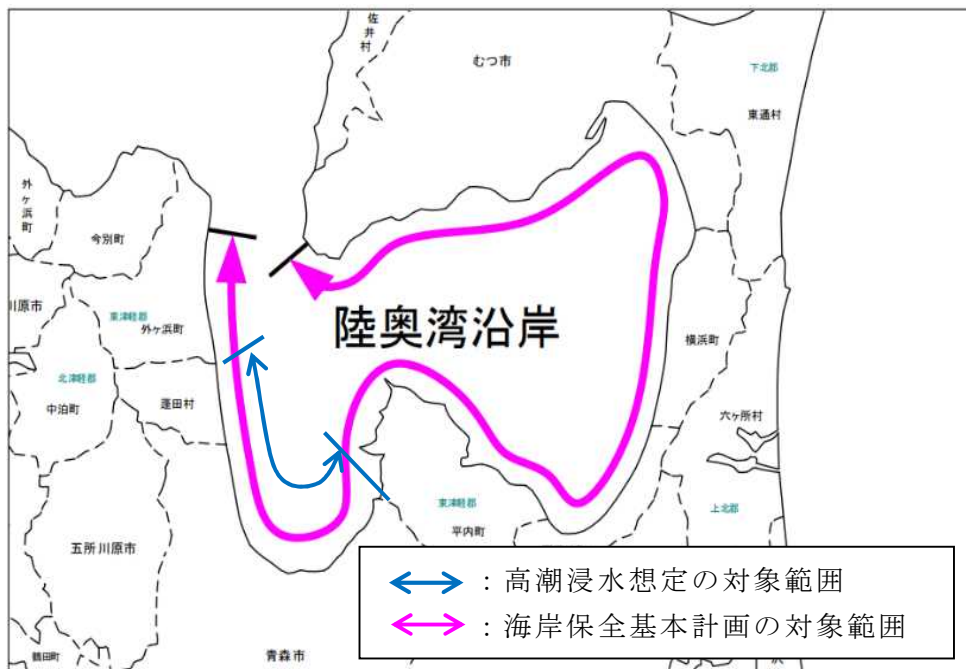 佐井村
むつ市
下北郡
東通村
外ヶ浜町
今別町
川原市
東津軽郡
外ヶ浜町
陸奥湾沿岸
横浜町
北津軽郡
中泊町
蓬田村
六ヶ所村
東津軽郡
平内町
上北郡
五所川原市
：高潮浸水想定の対象範囲
：海岸保全基本計画の対象範囲
青森市
鶴田町